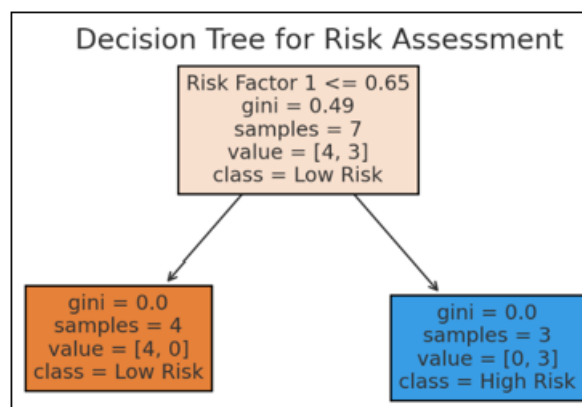 Decision Tree for Risk Assessment
Risk Factor 1 <= 0.65
gini = 0.49
samples = 7
value = [4, 3]
class = Low Risk
gini = 0.0
samples = 4
value = [4, 0]
class = Low Risk
gini = 0.0
samples = 3
value = [0, 3]
class = High Risk